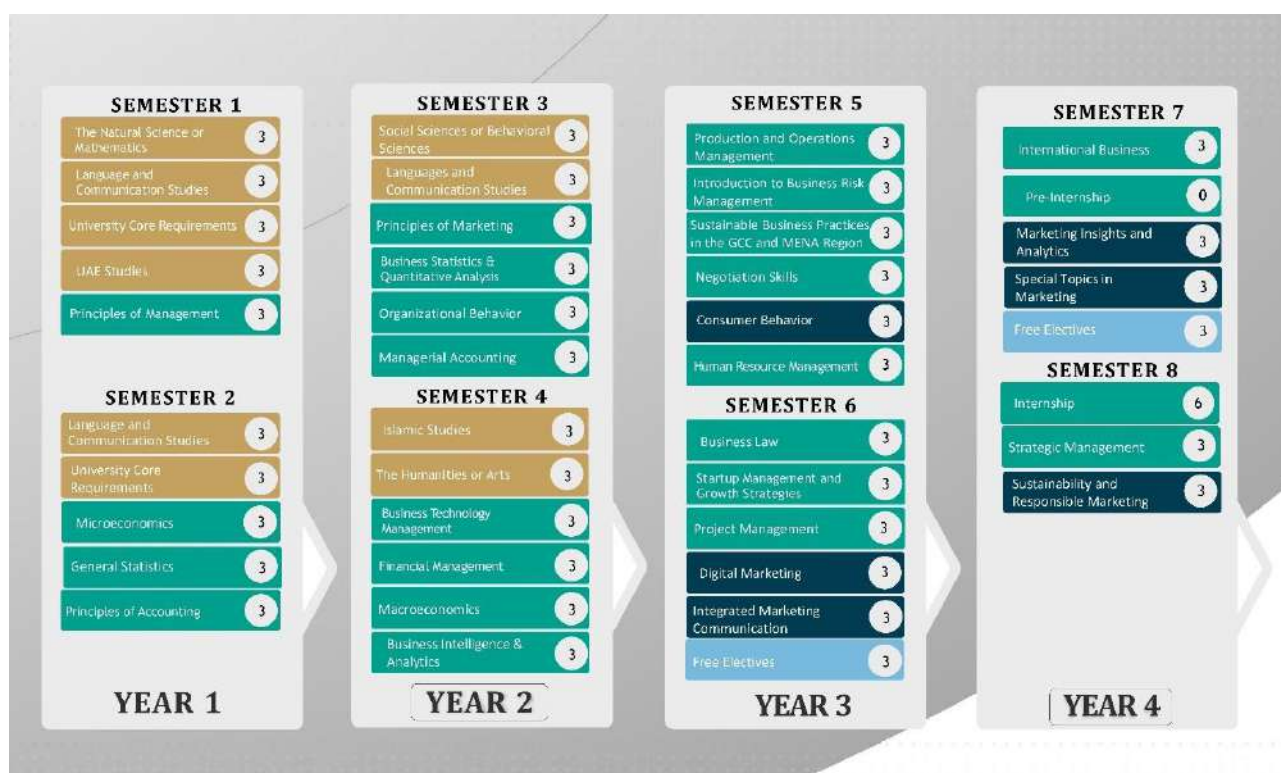 SEMESTER 1
The Natural Science or
Mathematics
3
Language and
Communication Studies
3
University Core Requirements
3
UAE Studies
3
Principles of Management
3
SEMESTER 2
Language and
Communication Studies
3
University Core
Requirements
3
Microeconomics
3
General Statistics
3
Principles of Accounting
3
YEAR 1
SEMESTER 3
Social Sciences or Behavioral
Sciences
3
Languages and
Communication Studies
3
Principles of Marketing
3
Business Statistics &
Quantitative Analysis
3
Organizational Behavior
3
Managerial Accounting
3
SEMESTER 4
Islamic Studies
3
The Humanities or Arts
3
Business Technology
Management
3
Financial Management
3
Macroeconomics
3
Business Intelligence &
Analytics
3
YEAR 2
SEMESTER 5
Production and Operations
Management
3
Introduction to Business Risk
Management
3
Sustainable Business Practices
in the GCC and MENA Region
3
Negotiation Skills
3
Consumer Behavior
3
Human Resource Management
3
SEMESTER 6
Business Law
3
Startup Management and
Growth Strategies
3
Project Management
3
Digital Marketing
3
Integrated Marketing
Communication
3
Free Electives
3
YEAR 3
SEMESTER 7
International Business
3
Pre-Internship
0
Marketing Insights and
Analytics
3
Special Topics in
Marketing
3
Free Electives
3
SEMESTER 8
Internship
6
Strategic Management
3
Sustainability and
Responsible Marketing
3
YEAR 4